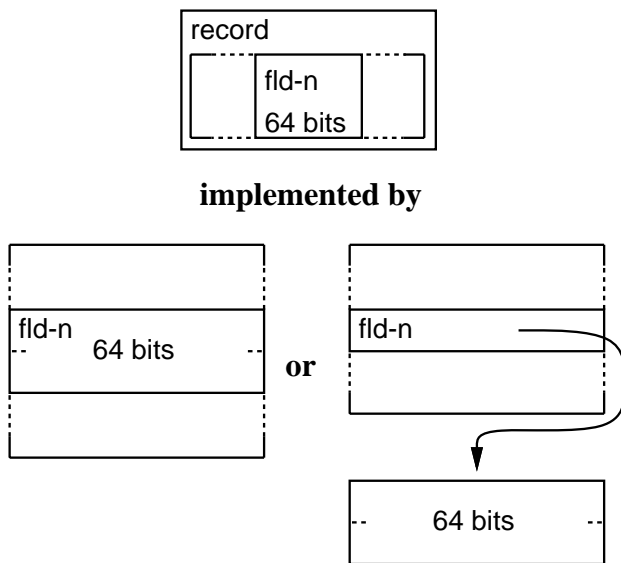 record
fld-n
64 bits
implemented by
fld-n
64 bits
or
fld-n
64 bits